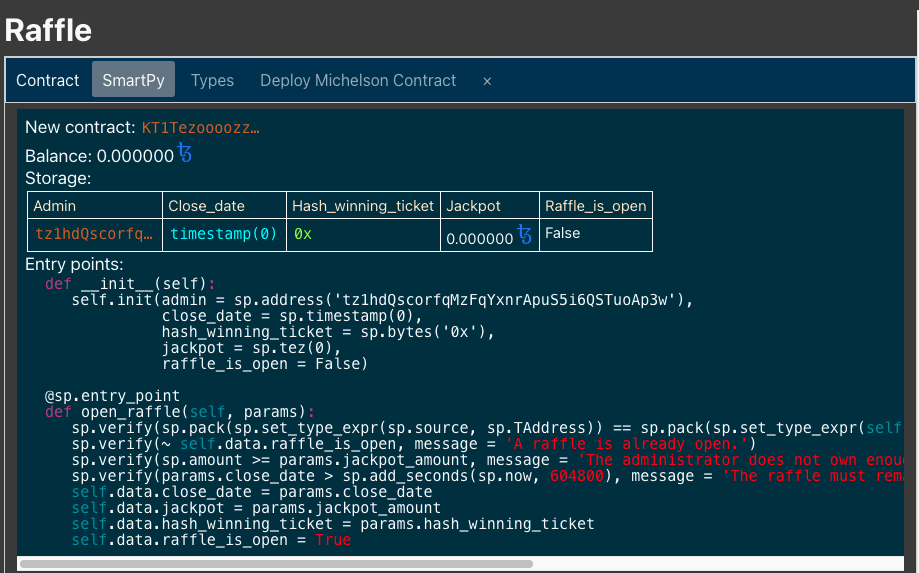 Raffle
Contract SmartPy Types Deploy Michelson Contract ×
New contract: KT1Tezoooozz…
Balance: 0.000000 ꜩ
Storage:
Admin Close_date Hash_winning_ticket Jackpot Raffle_is_open
tz1hdQscorfq… timestamp(0) 0x 0.000000 ꜩ False
Entry points:
def __init__(self):
self.init(admin = sp.address('tz1hdQscorfqMzFqYxnrApuS5i6QSTuoAp3w'),
close_date = sp.timestamp(0),
hash_winning_ticket = sp.bytes('0x'),
jackpot = sp.tez(0),
raffle_is_open = False)
@sp.entry_point
def open_raffle(self, params):
sp.verify(sp.pack(sp.set_type_expr(sp.source, sp.TAddress)) == sp.pack(sp.set_type_expr(self
sp.verify(~ self.data.raffle_is_open, message = 'A raffle is already open.')
sp.verify(sp.amount >= params.jackpot_amount, message = 'The administrator does not own enou
sp.verify(params.close_date > sp.add_seconds(sp.now, 604800), message = 'The raffle must rem
self.data.close_date = params.close_date
self.data.jackpot = params.jackpot_amount
self.data.hash_winning_ticket = params.hash_winning_ticket
self.data.raffle_is_open = True